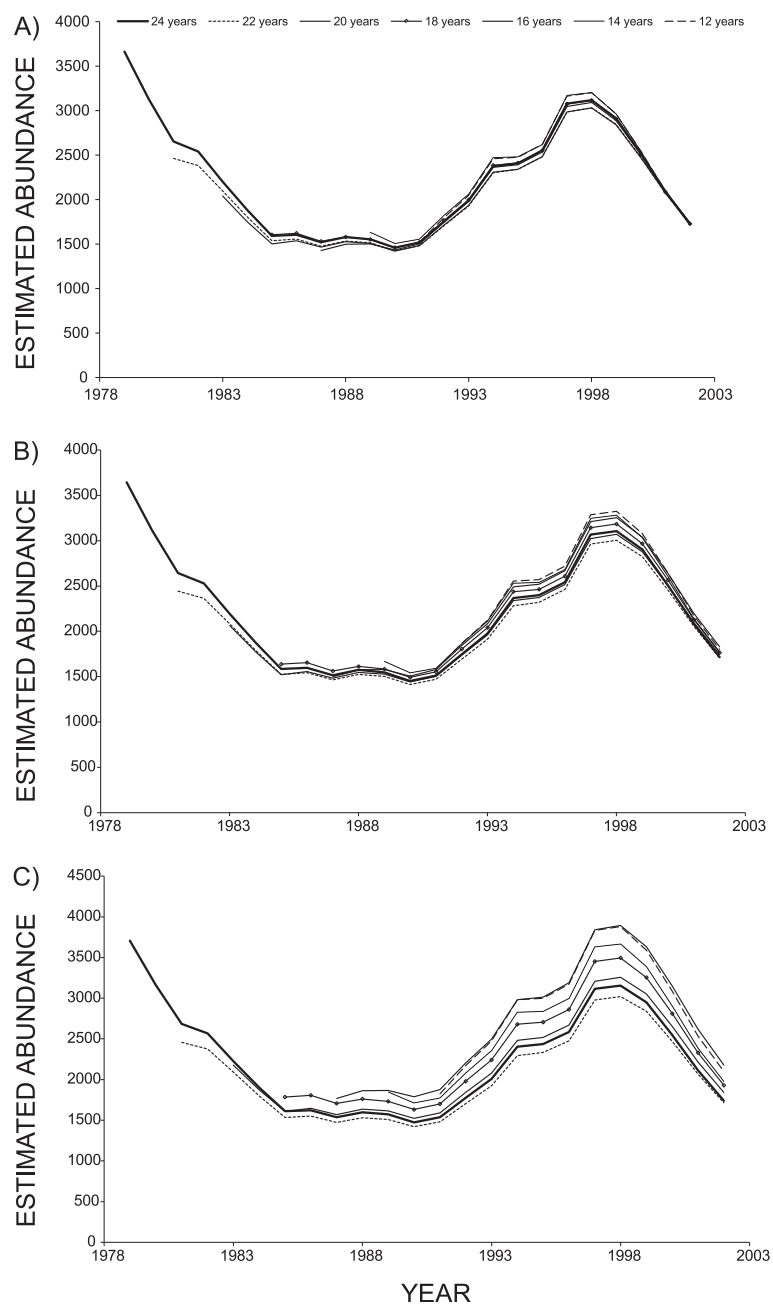 A)
24 years 22 years 20 years 18 years 16 years 14 years 12 years
ESTIMATED ABUNDANCE
4000
3500
3000
2500
2000
1500
1000
500
0
1978 1983 1988 1993 1998 2003
B)
ESTIMATED ABUNDANCE
4000
3500
3000
2500
2000
1500
1000
500
0
1978 1983 1988 1993 1998 2003
C)
ESTIMATED ABUNDANCE
4500
4000
3500
3000
2500
2000
1500
1000
500
0
1978 1983 1988 1993 1998 2003
YEAR